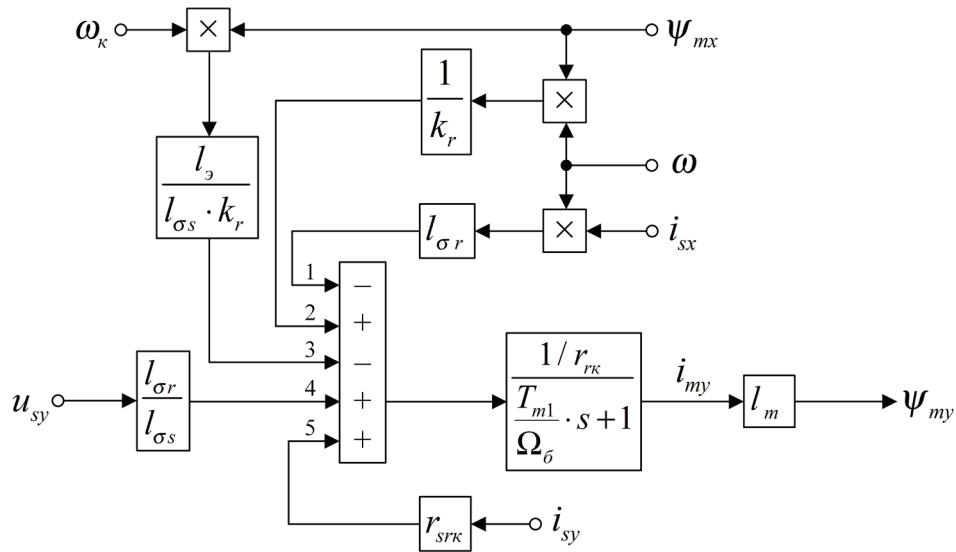 ω_к × ψ_mx
1
k_r
×
l_э
l_σs · k_r
ω
l_σr × i_sx
1 −
2 +
3 −
4 +
5 +
u_sy
l_σr
l_σs
1 / r_rк
T_m1
Ω_б
· s + 1
i_my
l_m
ψ_my
r_srк
i_sy